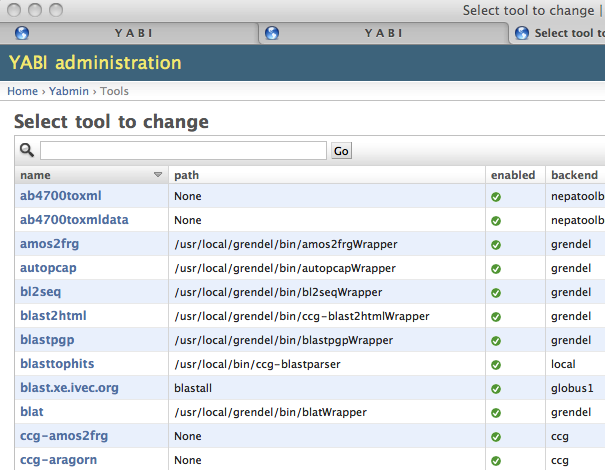 Select tool to change |
Y A B I
Y A B I
Select tool to
YABI administration
Home › Yabmin › Tools
Select tool to change
Go
name path enabled backend
ab4700toxml None nepatoolb
ab4700toxmldata None nepatoolb
amos2frg /usr/local/grendel/bin/amos2frgWrapper grendel
autopcap /usr/local/grendel/bin/autopcapWrapper grendel
bl2seq /usr/local/grendel/bin/bl2seqWrapper grendel
blast2html /usr/local/grendel/bin/ccg-blast2htmlWrapper grendel
blastpgp /usr/local/grendel/bin/blastpgpWrapper grendel
blasttophits /usr/local/bin/ccg-blastparser local
blast.xe.ivec.org blastall globus1
blat /usr/local/grendel/bin/blatWrapper grendel
ccg-amos2frg None ccg
ccg-aragorn None ccg